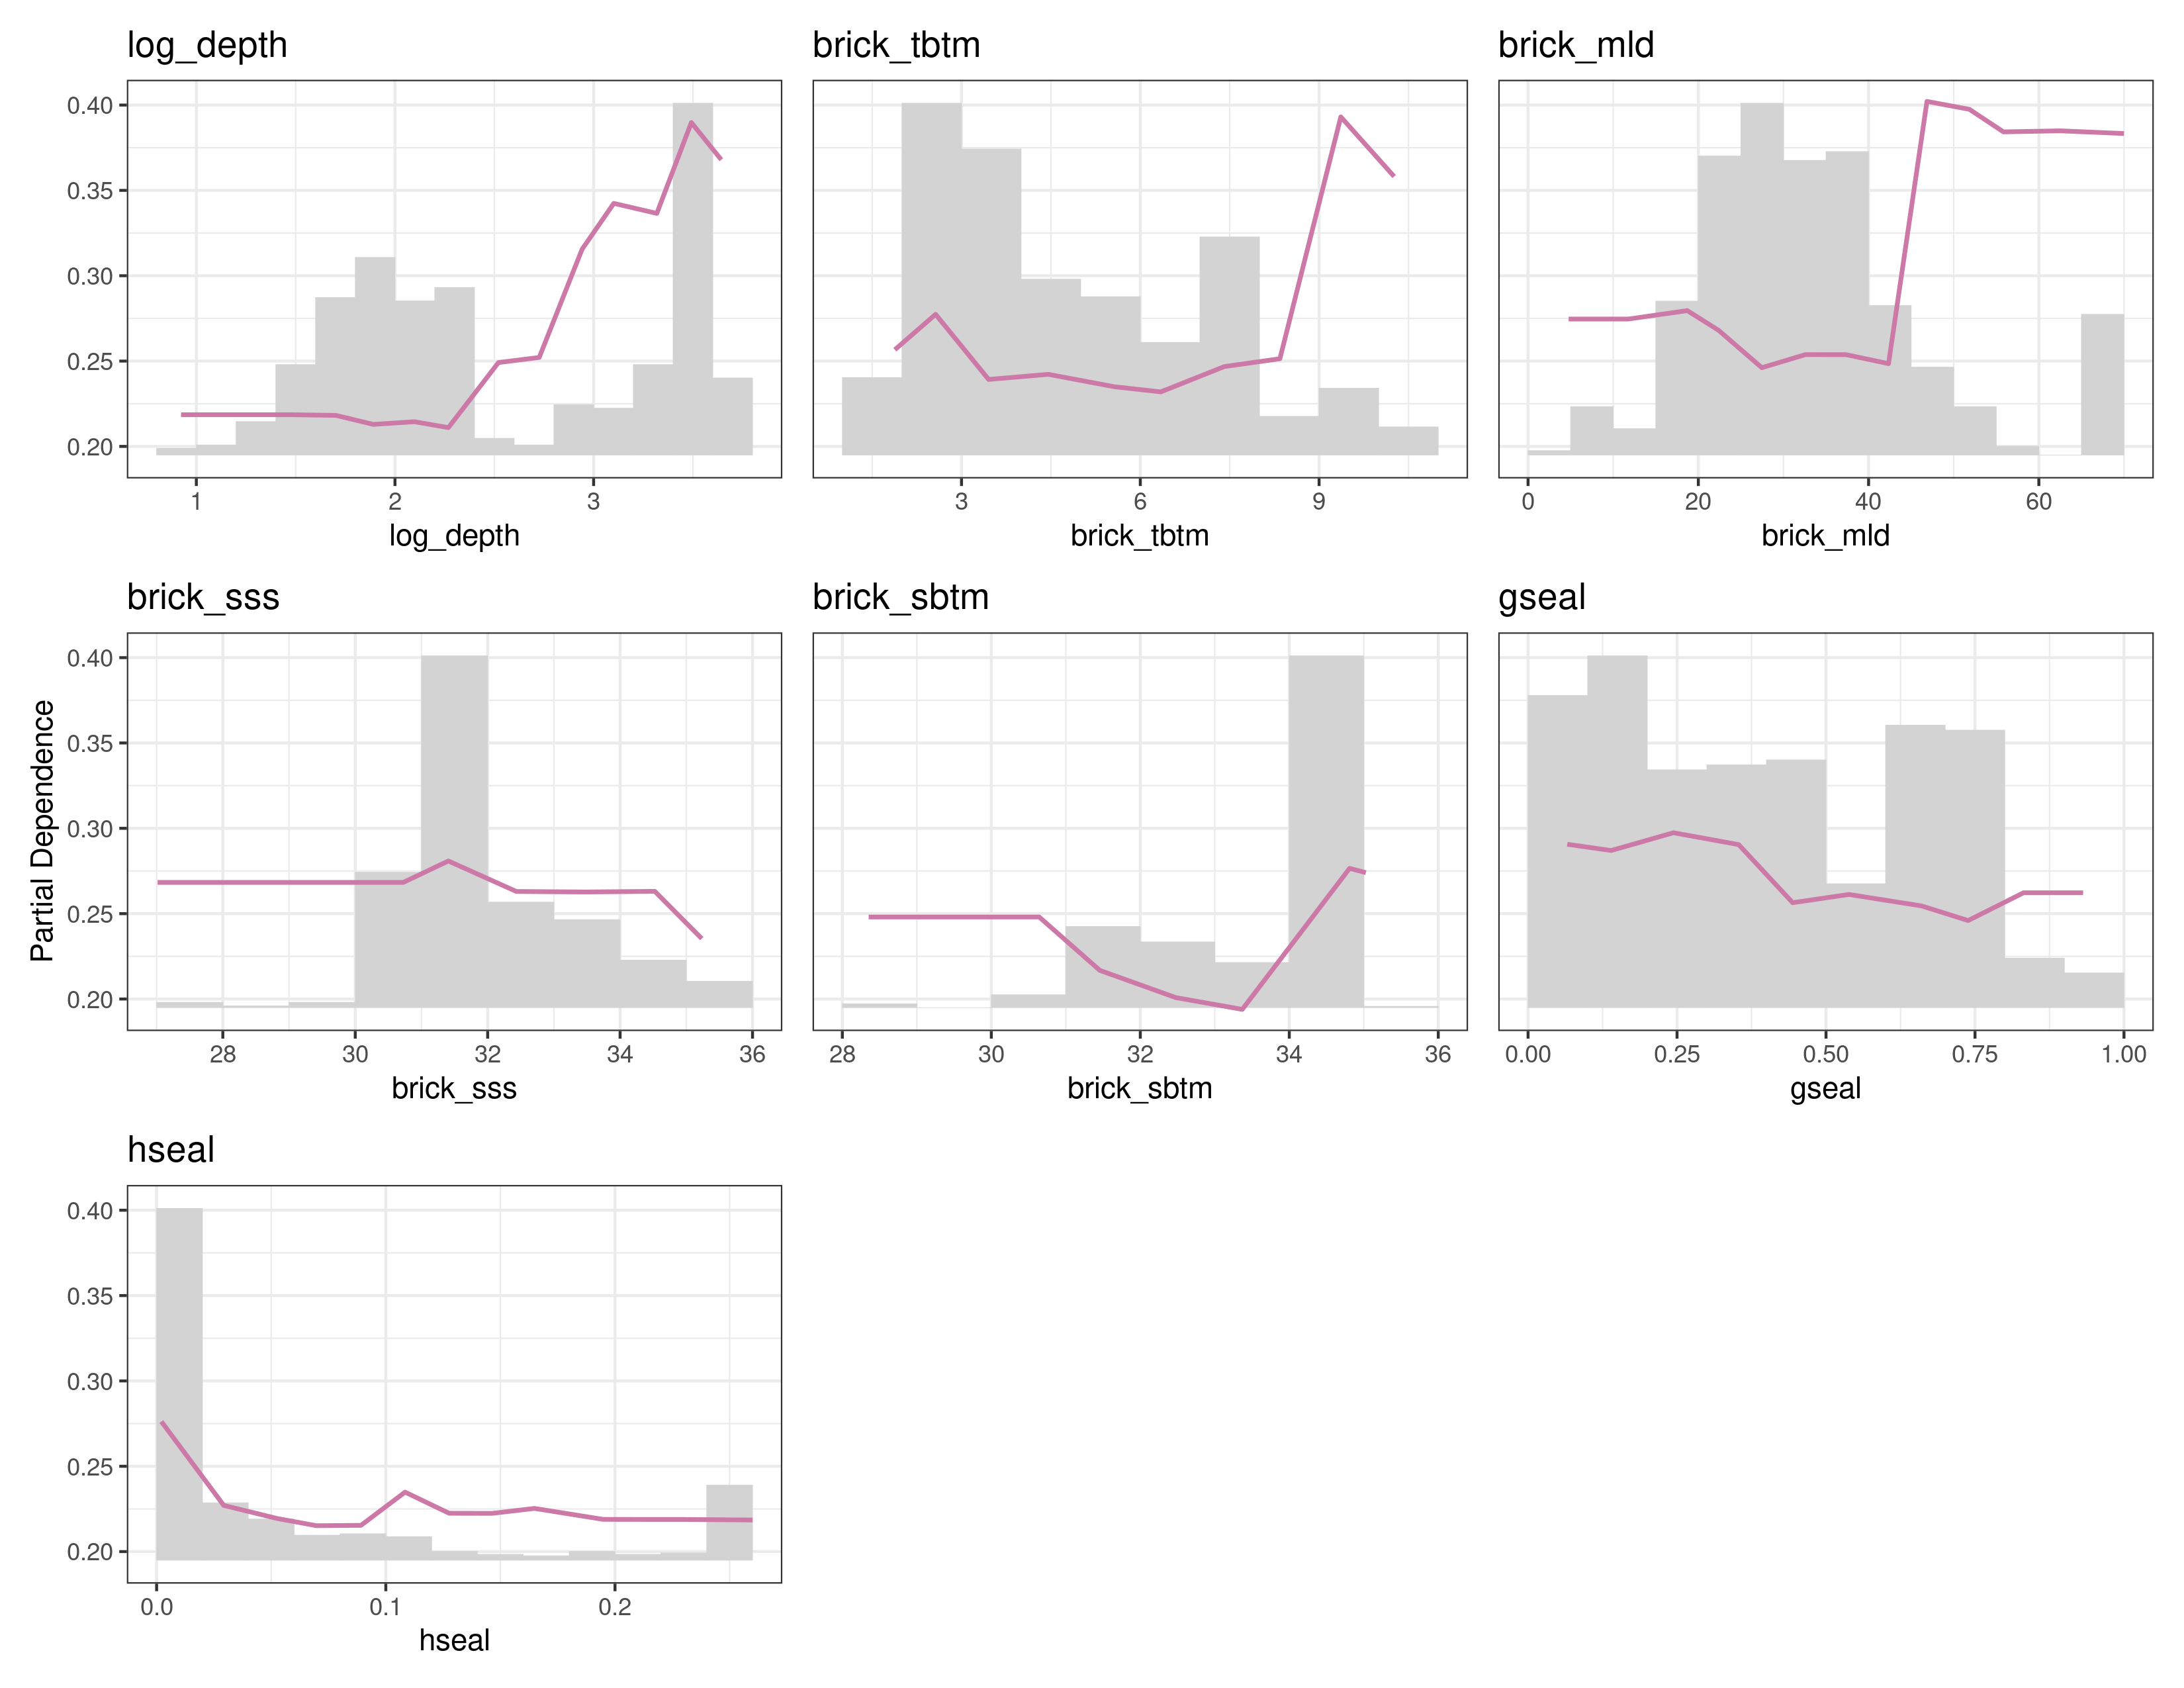 log_depth
brick_tbtm
brick_mld
0.40
0.35
0.30
0.25
0.20
1 2 3
3 6 9
0 20 40 60
log_depth
brick_tbtm
brick_mld
brick_sss
brick_sbtm
gseal
Partial Dependence
0.40
0.35
0.30
0.25
0.20
28 30 32 34 36
28 30 32 34 36
0.00 0.25 0.50 0.75 1.00
brick_sss
brick_sbtm
gseal
hseal
0.40
0.35
0.30
0.25
0.20
0.0 0.1 0.2
hseal